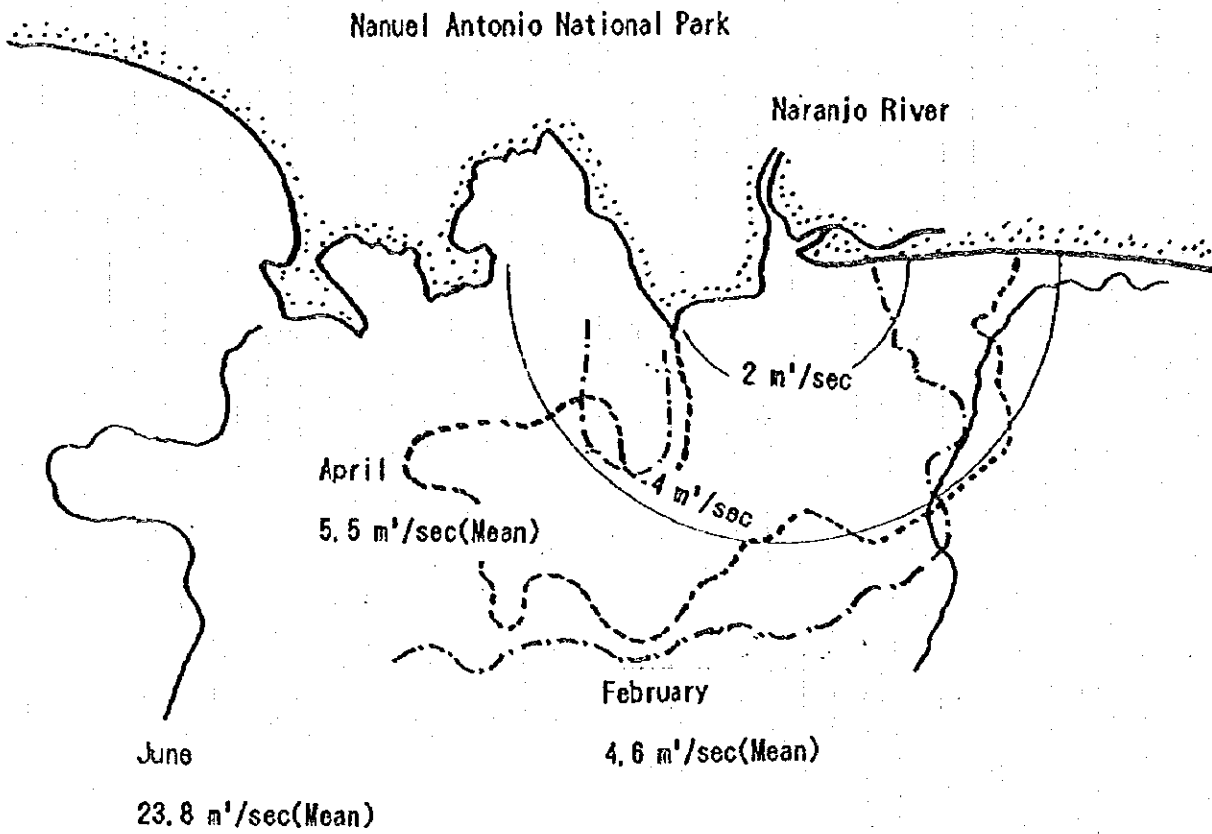 Nanuel Antonio National Park
Naranjo River
2 m'/sec
4 m'/sec
April
5.5 m'/sec(Mean)
February
4.6 m'/sec(Mean)
June
23.8 m'/sec(Mean)